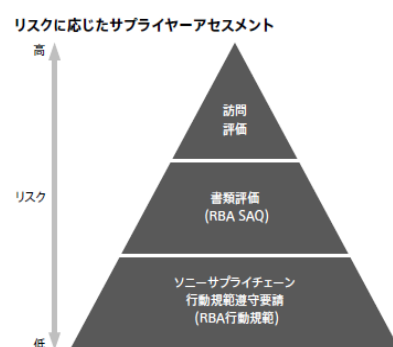 リスクに応じたサプライヤーアセスメント
高
訪問
評価
リスク
書類評価
(RBA SAQ)
ソニーサプライチェーン
行動規範遵守要請
(RBA行動規範)
低